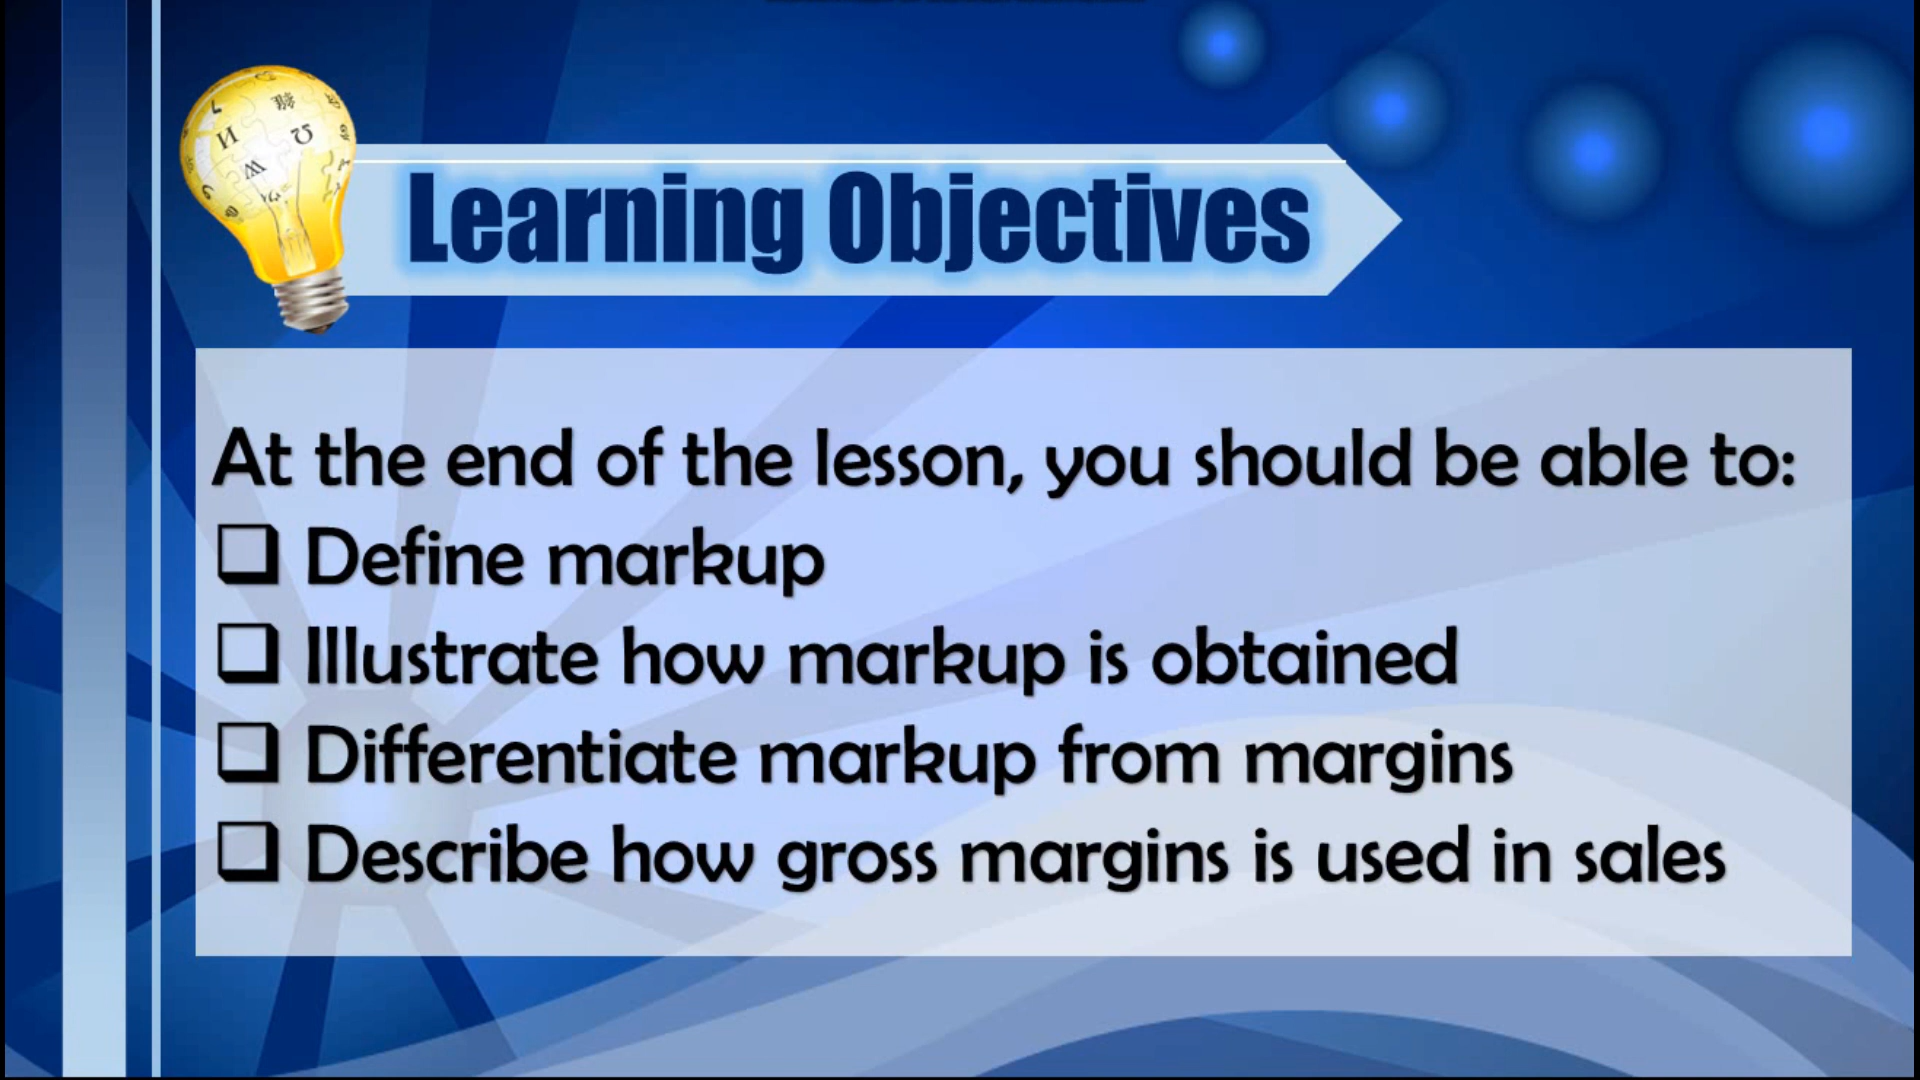 Learning Objectives
At the end of the lesson, you should be able to:
❑ Define markup
❑ Illustrate how markup is obtained
❑ Differentiate markup from margins
❑ Describe how gross margins is used in sales